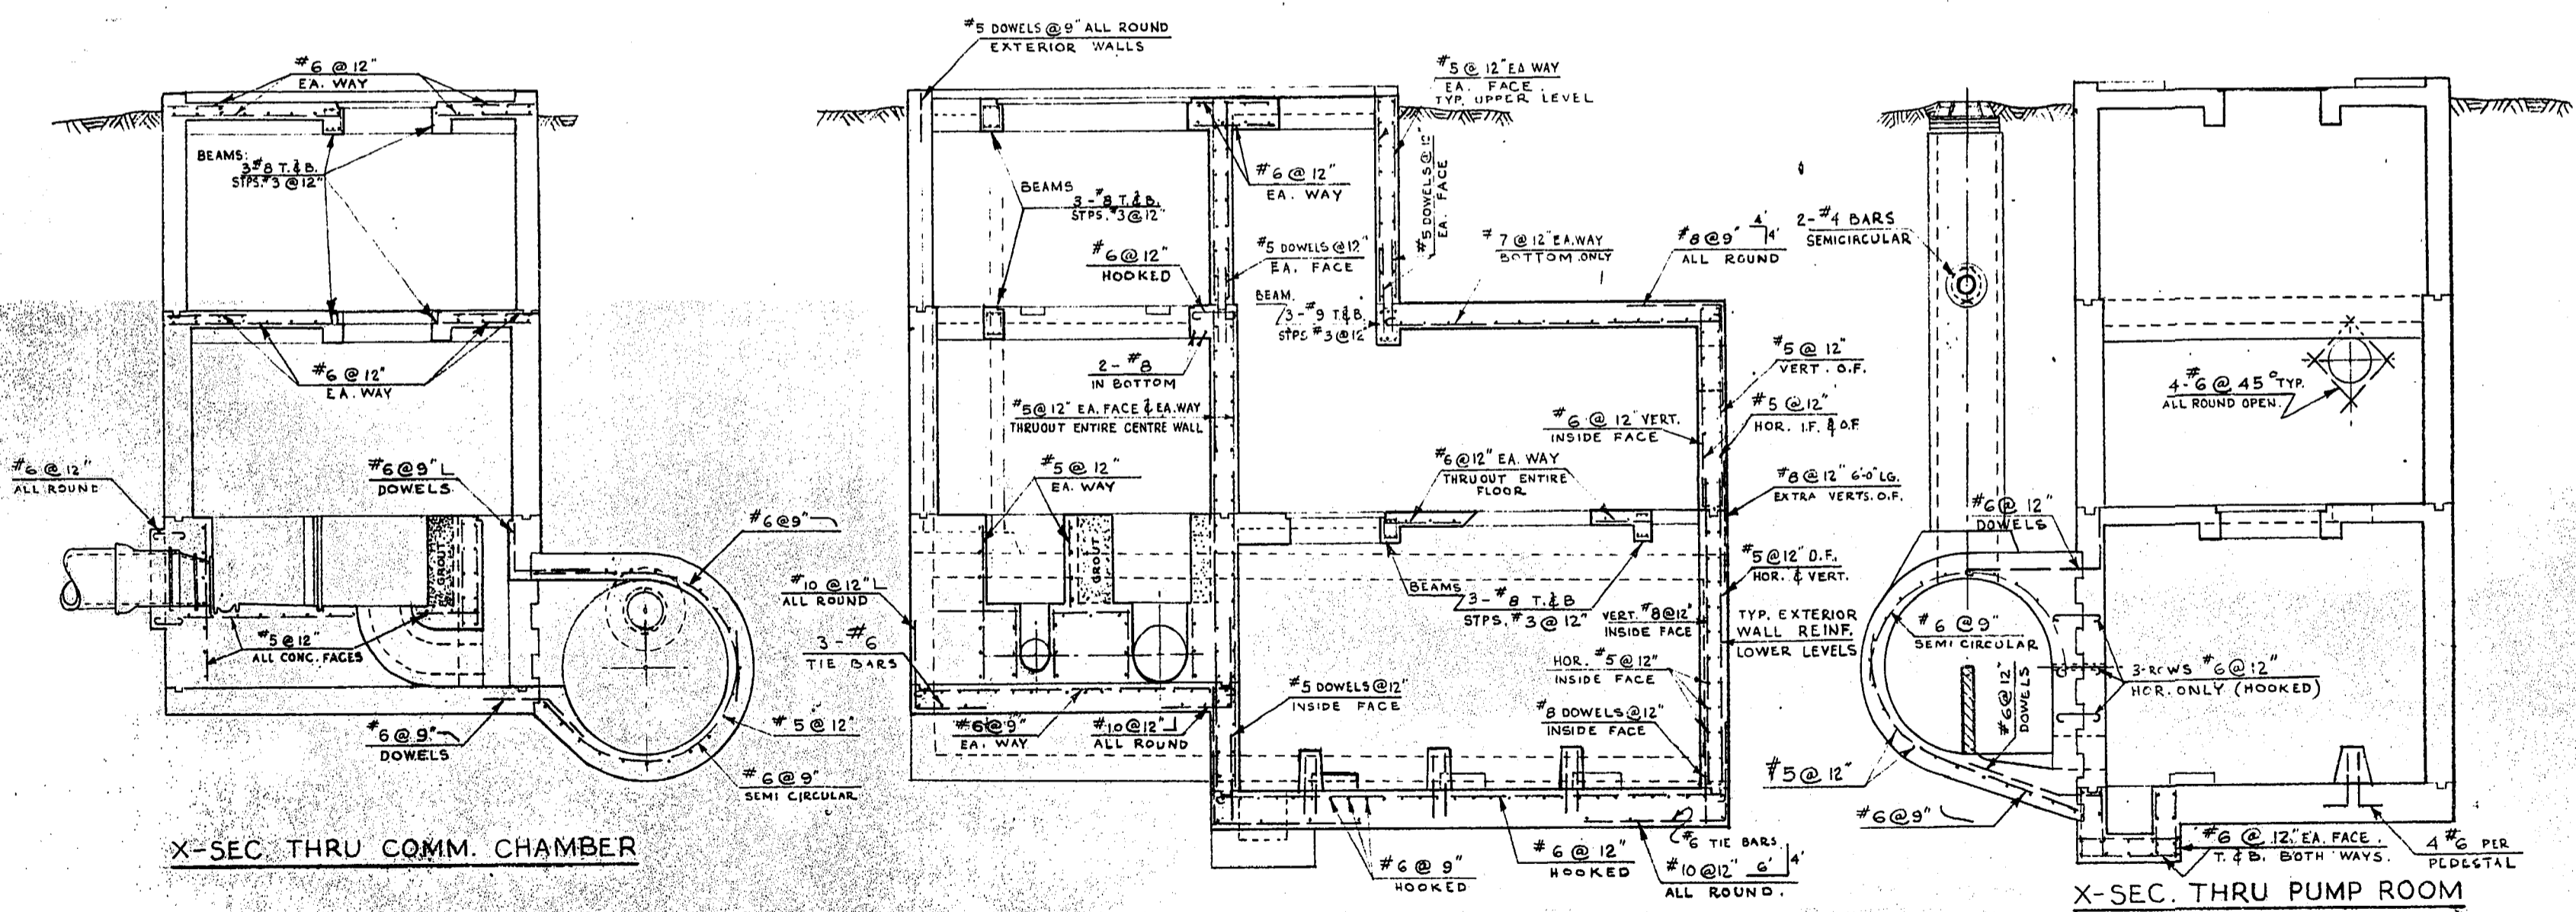 #6 @ 12"
EA. WAY
BEAMS:
3-#8 T.& B.
STPS. #3 @ 12"
#6 @ 12"
EA. WAY
#6 @ 12"
ALL ROUND
#6 @ 9" L
DOWELS
#6 @ 9"
GROUT
#5 @ 12"
ALL CONC. FACES
#6 @ 9"
DOWELS
#5 @ 12"
#6 @ 9"
SEMI CIRCULAR
X-SEC. THRU COMM. CHAMBER
#5 DOWELS @ 9" ALL ROUND
EXTERIOR WALLS
#5 @ 12" EA WAY
EA. FACE.
TYP. UPPER LEVEL
#6 @ 12"
EA. WAY
#5 DOWELS @ 12"
EA. FACE
BEAMS
3-#8 T.& B.
STPS. #3 @ 12"
#6 @ 12"
HOOKED
#5 DOWELS @ 12"
EA. FACE
#7 @ 12" EA. WAY
BOTTOM ONLY
#8 @ 9" 4' 4'
ALL ROUND
BEAM.
3-#9 T.& B.
STPS #3 @ 12"
2-#8
IN BOTTOM
#5 @ 12" EA. FACE & EA. WAY
THRUOUT ENTIRE CENTRE WALL
#5 @ 12"
VERT. O.F.
#5 @ 12"
HOR. I.F. & O.F.
#6 @ 12" VERT.
INSIDE FACE
#5 @ 12"
EA. WAY
#6 @ 12" EA. WAY
THRUOUT ENTIRE
FLOOR
#8 @ 12" 6'-0" LG.
EXTRA VERTS. O.F.
GROUT
#5 @ 12" O.F.
HOR. & VERT.
#10 @ 12" L
ALL ROUND
BEAMS
3-#8 T.& B
STPS. #3 @ 12"
VERT. #8 @ 12"
INSIDE FACE
TYP. EXTERIOR
WALL REINF.
LOWER LEVELS
3-#6
TIE BARS
HOR. #5 @ 12"
INSIDE FACE
#5 DOWELS @ 12"
INSIDE FACE
#8 DOWELS @ 12"
INSIDE FACE
#6 @ 9"
EA. WAY
#10 @ 12"
ALL ROUND
#6 TIE BARS.
#6 @ 9"
HOOKED
#6 @ 12"
HOOKED
#10 @ 12" 6' 4'
ALL ROUND.
2-#4 BARS
SEMICIRCULAR
4-#6 @ 45° TYP.
ALL ROUND OPEN.
#6 @ 12"
DOWELS
#6 @ 9"
SEMI CIRCULAR
#6 @ 12"
DOWELS
3-ROWS #6 @ 12"
HOR. ONLY (HOOKED)
#5 @ 12"
#6 @ 9"
#6 @ 12" EA. FACE.
T. & B. BOTH WAYS.
4 #6 PER
PEDESTAL
X-SEC. THRU PUMP ROOM